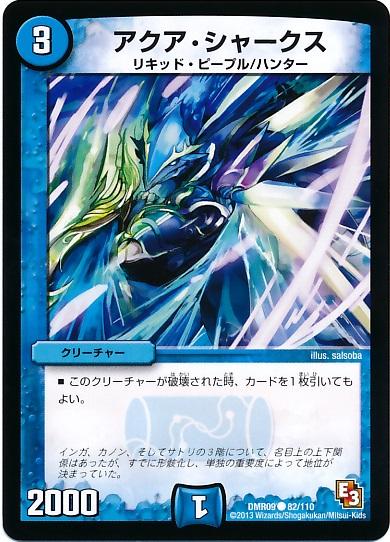 3
アクア・シャークス
リキッド・ピープル/ハンター
クリーチャー
illus. salsoba
■ このクリーチャーが破壊された時、カードを1枚引いても
よい。
インガ、カノン、そしてサトリの3階について、名目上の上下関
係はあったが、すでに形骸化し、単独の重要度によって地位が
決まっていた。
2000
1
E3
DMR09 ● 82/110
©2013 Wizards/Shogakukan/Mitsui-Kids